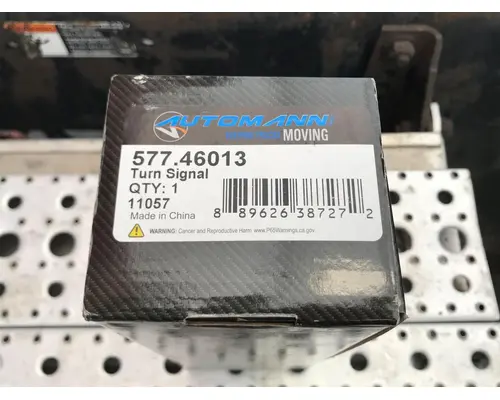 AUTOMANN
MOVING
577.46013
Turn Signal
QTY: 1
11057
Made in China
8 89626 38727 2
WARNING: Cancer and Reproductive Harm www.P65Warnings.ca.gov